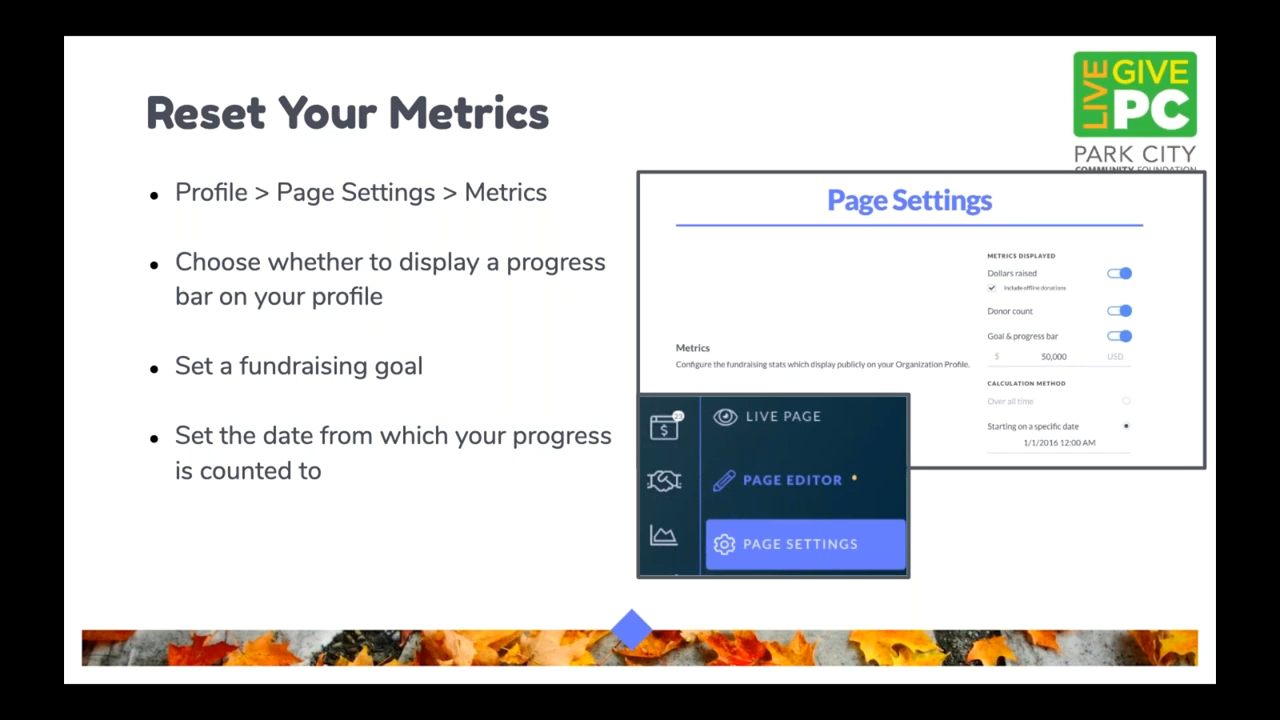 Reset Your Metrics
LIVE
GIVE
PC
PARK CITY
COMMUNITY FOUNDATION
• Profile > Page Settings > Metrics
• Choose whether to display a progress
bar on your profile
• Set a fundraising goal
• Set the date from which your progress
is counted to
Page Settings
METRICS DISPLAYED
Dollars raised
Include offline donations
Donor count
Goal & progress bar
$ 50,000 USD
Metrics
Configure the fundraising stats which display publicly on your Organization Profile.
CALCULATION METHOD
Over all time
Starting on a specific date
1/1/2016 12:00 AM
23
$
LIVE PAGE
PAGE EDITOR
PAGE SETTINGS